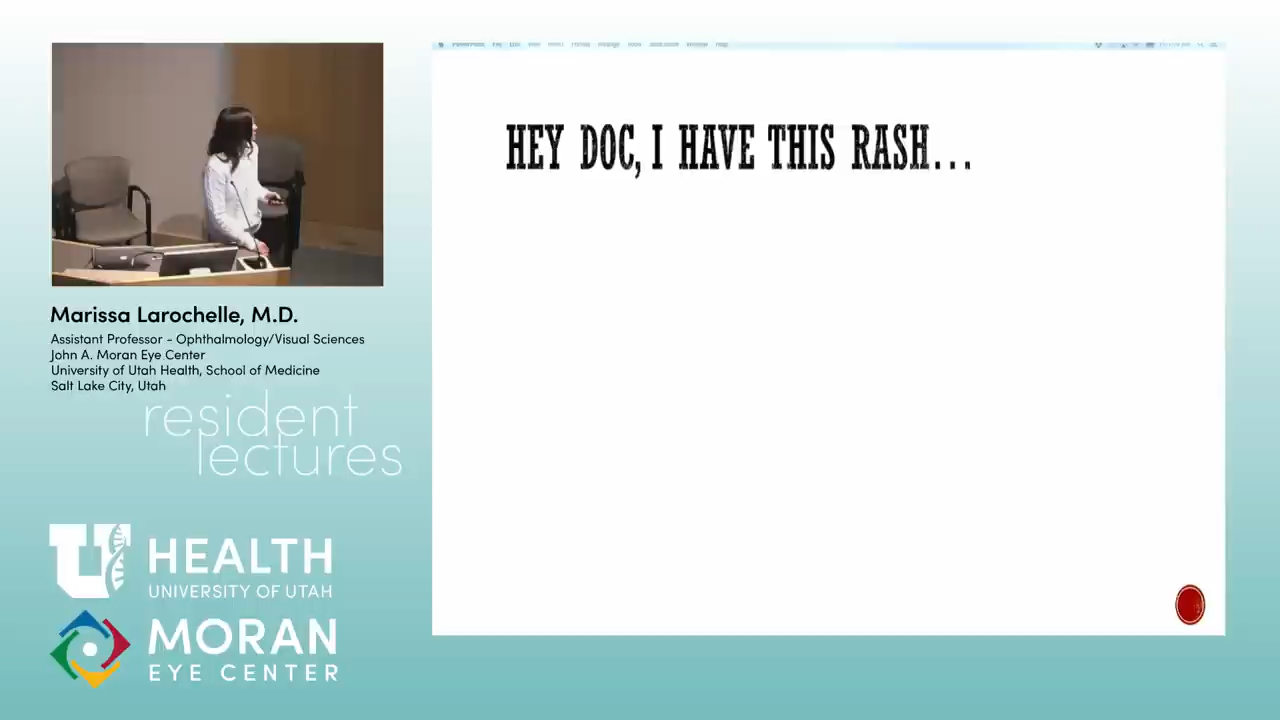 HEY DOC, I HAVE THIS RASH...
Marissa Larochelle, M.D.
Assistant Professor - Ophthalmology/Visual Sciences
John A. Moran Eye Center
University of Utah Health, School of Medicine
Salt Lake City, Utah
resident
lectures
U HEALTH
UNIVERSITY OF UTAH
MORAN
EYE CENTER